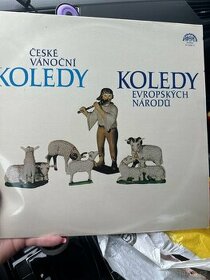 ČESKÉ
VÁNOČNÍ
KOLEDY
KOLEDY
EVROPSKÝCH
NÁRODŮ